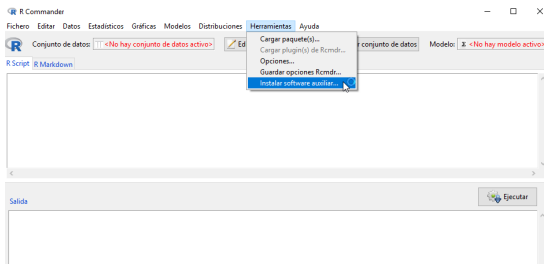 R Commander
Fichero Editar Datos Estadísticos Gráficas Modelos Distribuciones Herramientas Ayuda
Conjunto de datos: <No hay conjunto de datos activo> Ed r conjunto de datos Modelo: Σ <No hay modelo activo>
Cargar paquete(s)...
Cargar plugin(s) de Rcmdr...
Opciones...
Guardar opciones Rcmdr...
Instalar software auxiliar...
R Script R Markdown
Salida
Ejecutar